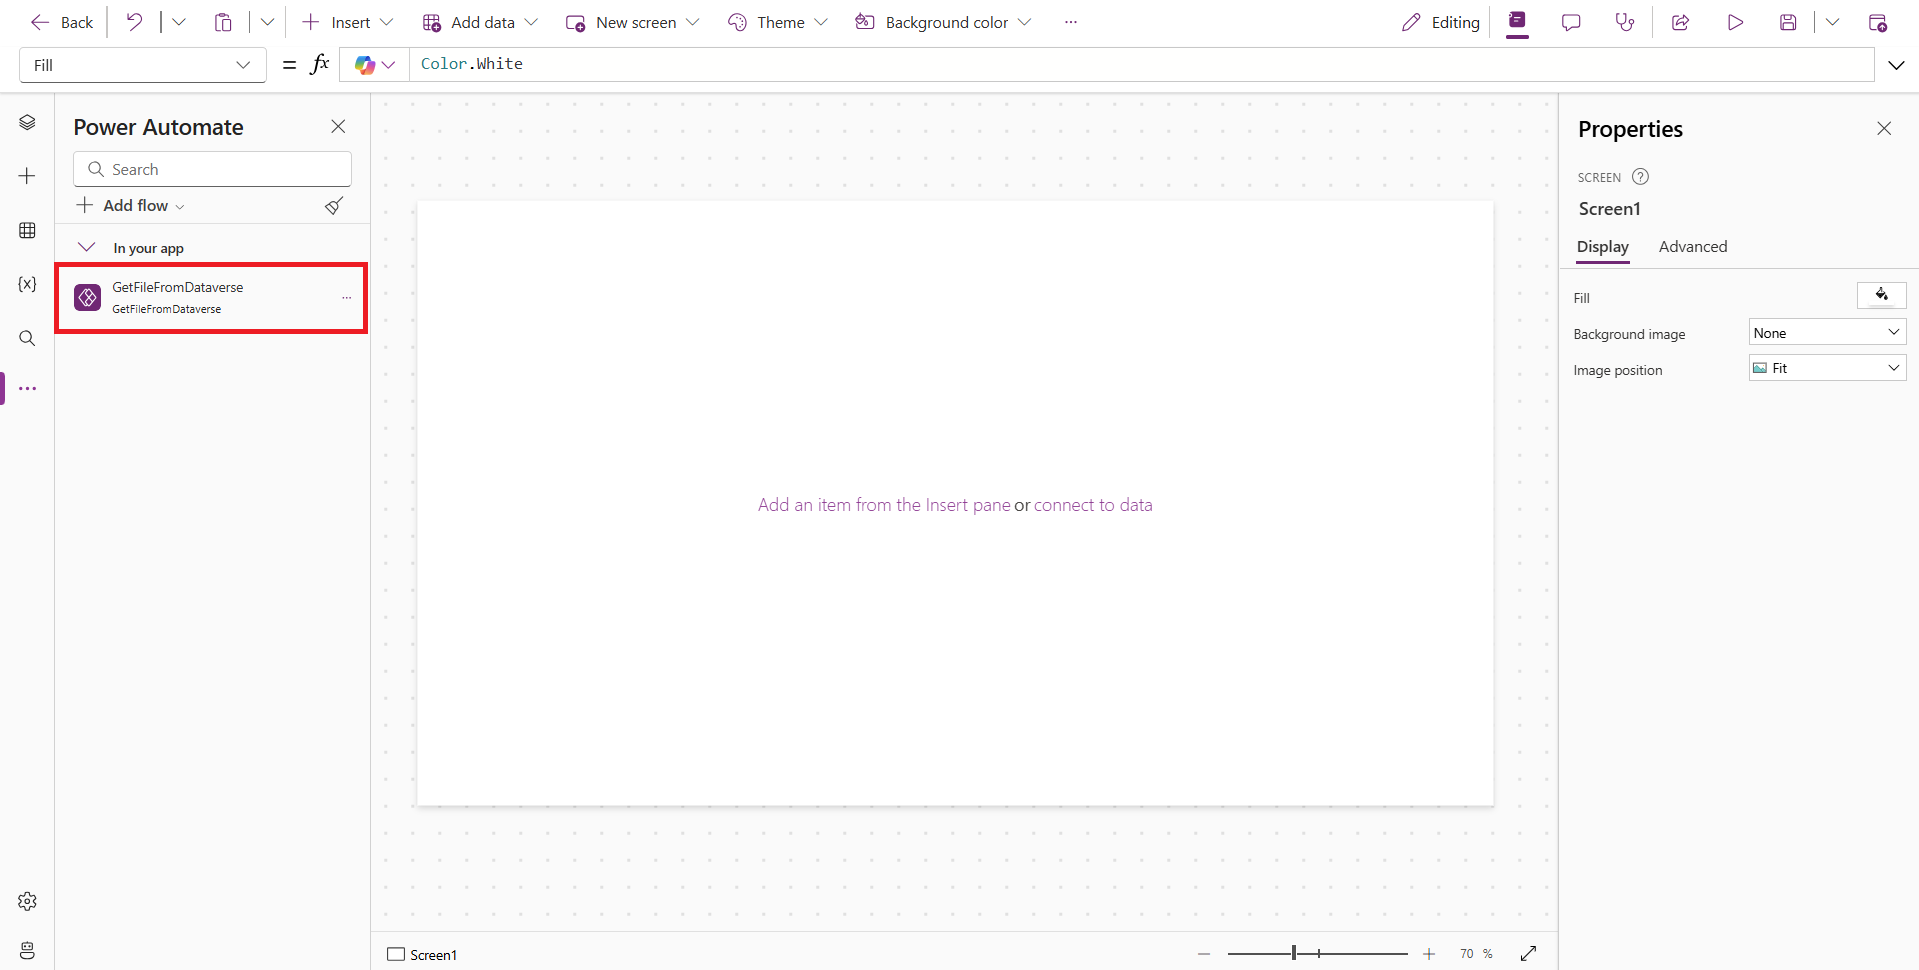 Back Insert Add data New screen Theme Background color ... Editing
Fill = fx Color.White
Power Automate
Search
Add flow
In your app
GetFileFromDataverse
GetFileFromDataverse
...
{x}
Add an item from the Insert pane or connect to data
Screen1
70 %
Properties
SCREEN ?
Screen1
Display Advanced
Fill
Background image None
Image position Fit